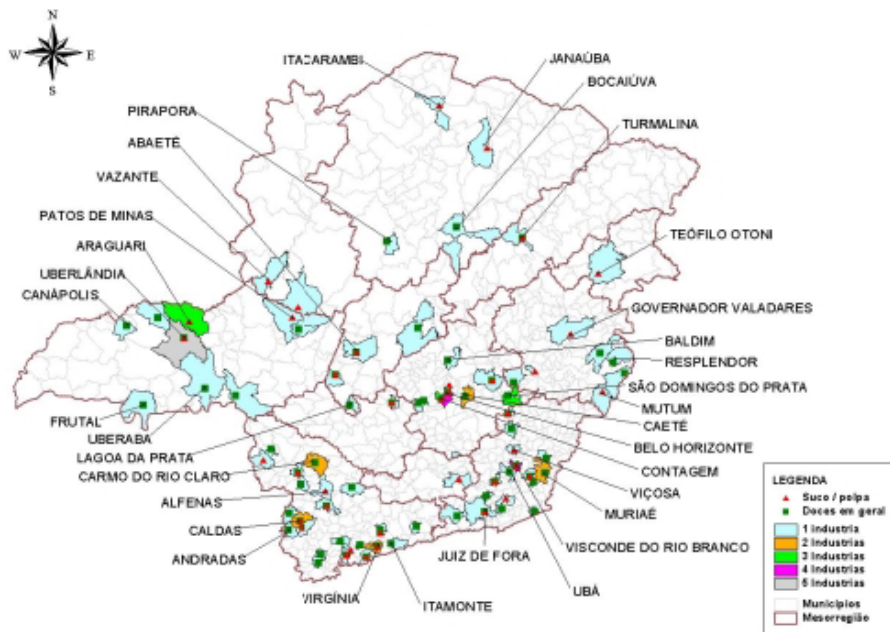 N
W E
S
ITACARAMBI
JANAÚBA
BOCAIÚVA
PIRAPORA
TURMALINA
ABAETÉ
VAZANTE
PATOS DE MINAS
TEÓFILO OTONI
ARAGUARI
UBERLÂNDIA
CANÁPOLIS
GOVERNADOR VALADARES
BALDIM
RESPLENDOR
SÃO DOMINGOS DO PRATA
FRUTAL
MUTUM
UBERABA
CAETÉ
LAGOA DA PRATA
BELO HORIZONTE
CARMO DO RIO CLARO
CONTAGEM
ALFENAS
VIÇOSA
MURIAÉ
CALDAS
VISCONDE DO RIO BRANCO
ANDRADAS
JUIZ DE FORA
UBÁ
VIRGÍNIA
ITAMONTE
LEGENDA
Suco / polpa
Doces em geral
1 Industria
2 Industrias
3 Industrias
4 Industrias
5 Industrias
Municípios
Mesorregião